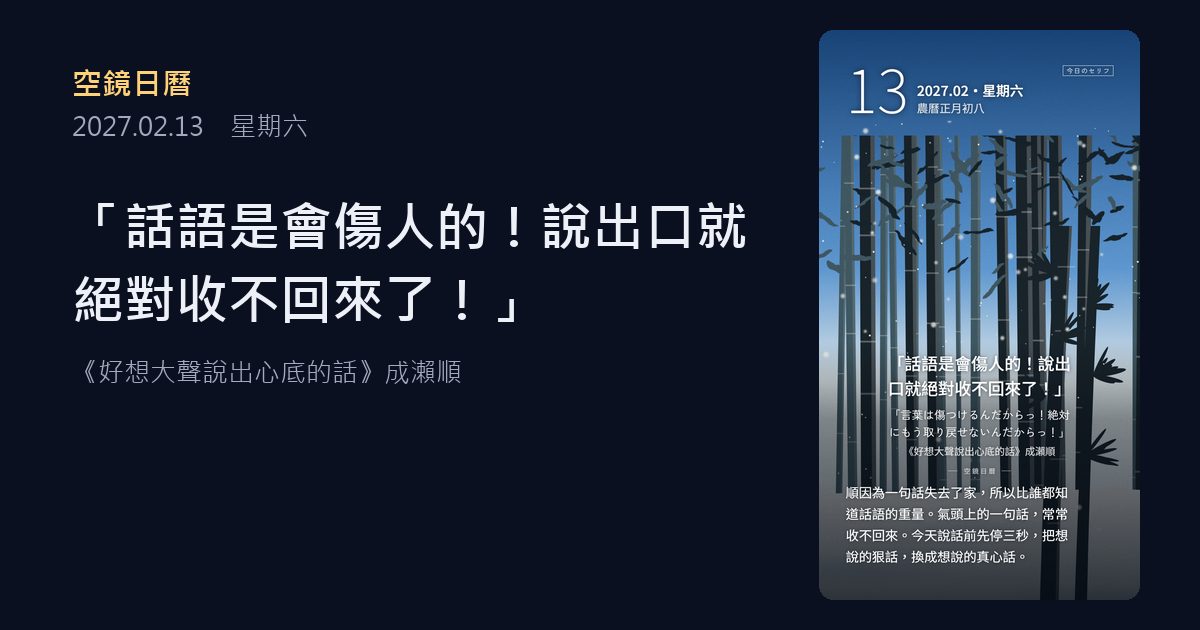 空鏡日曆
2027.02.13 星期六
「話語是會傷人的！說出口就
絕對收不回來了！」
《好想大聲說出心底的話》成瀨順
今日のセリフ
13
2027.02・星期六
農曆正月初八
「話語是會傷人的！說出
口就絕對收不回來了！」
「言葉は傷つけるんだからっ！絶対
にもう取り戻せないんだからっ！」
《好想大聲說出心底的話》成瀨順
空鏡日曆
順因為一句話失去了家，所以比誰都知
道話語的重量。氣頭上的一句話，常常
收不回來。今天說話前先停三秒，把想
說的狠話，換成想說的真心話。